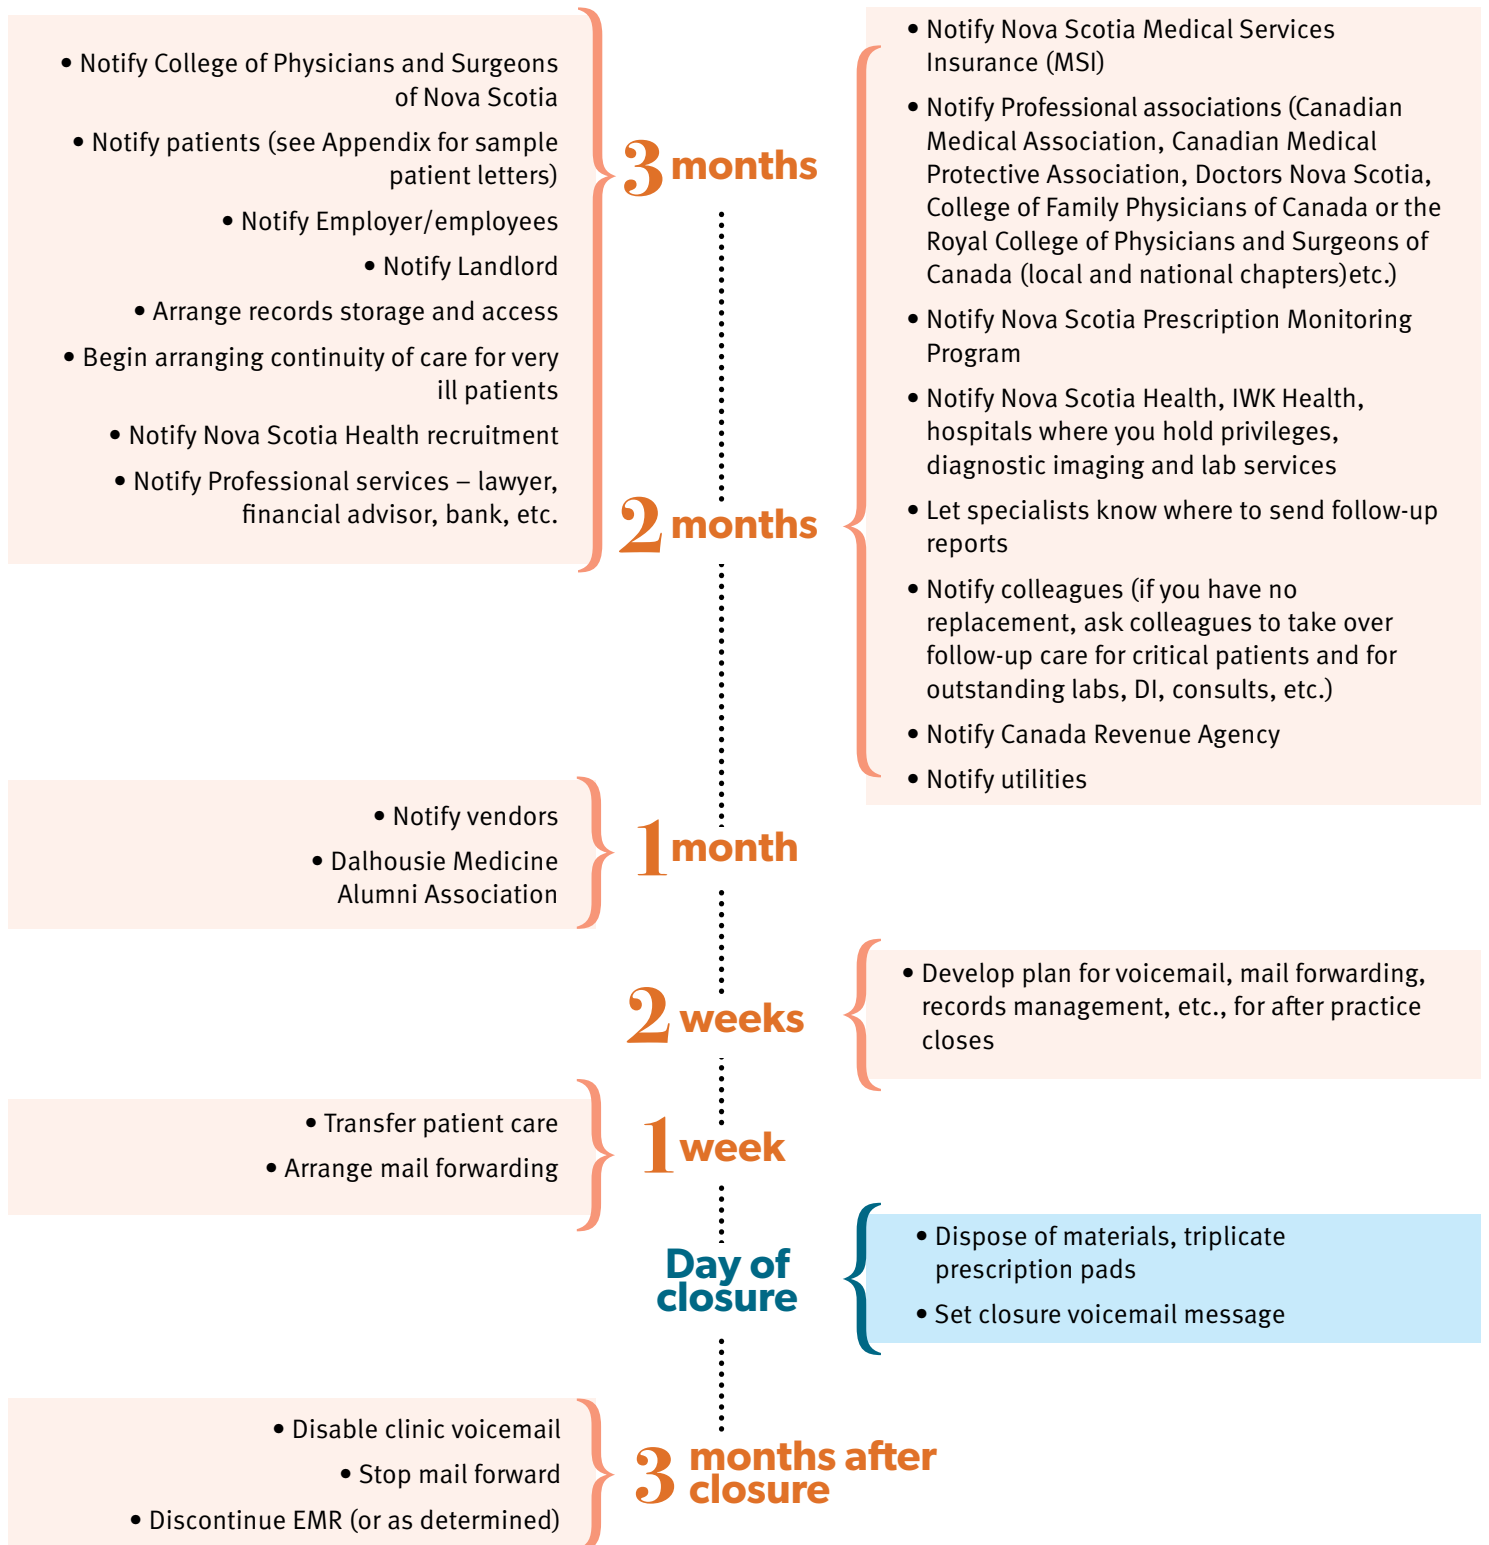 • Notify College of Physicians and Surgeons
of Nova Scotia
• Notify patients (see Appendix for sample
patient letters)
• Notify Employer/employees
• Notify Landlord
• Arrange records storage and access
• Begin arranging continuity of care for very
ill patients
• Notify Nova Scotia Health recruitment
• Notify Professional services – lawyer,
financial advisor, bank, etc.
3 months
2 months
• Notify Nova Scotia Medical Services
Insurance (MSI)
• Notify Professional associations (Canadian
Medical Association, Canadian Medical
Protective Association, Doctors Nova Scotia,
College of Family Physicians of Canada or the
Royal College of Physicians and Surgeons of
Canada (local and national chapters)etc.)
• Notify Nova Scotia Prescription Monitoring
Program
• Notify Nova Scotia Health, IWK Health,
hospitals where you hold privileges,
diagnostic imaging and lab services
• Let specialists know where to send follow-up
reports
• Notify colleagues (if you have no
replacement, ask colleagues to take over
follow-up care for critical patients and for
outstanding labs, DI, consults, etc.)
• Notify Canada Revenue Agency
• Notify utilities
• Notify vendors
• Dalhousie Medicine
Alumni Association
1 month
2 weeks
• Develop plan for voicemail, mail forwarding,
records management, etc., for after practice
closes
• Transfer patient care
• Arrange mail forwarding
1 week
Day of
closure
• Dispose of materials, triplicate
prescription pads
• Set closure voicemail message
• Disable clinic voicemail
• Stop mail forward
• Discontinue EMR (or as determined)
3 months after
closure